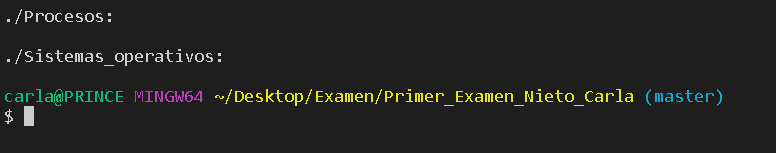 ./Procesos:
./Sistemas_operativos:
carla@PRINCE MINGW64 ~/Desktop/Examen/Primer_Examen_Nieto_Carla (master)
$